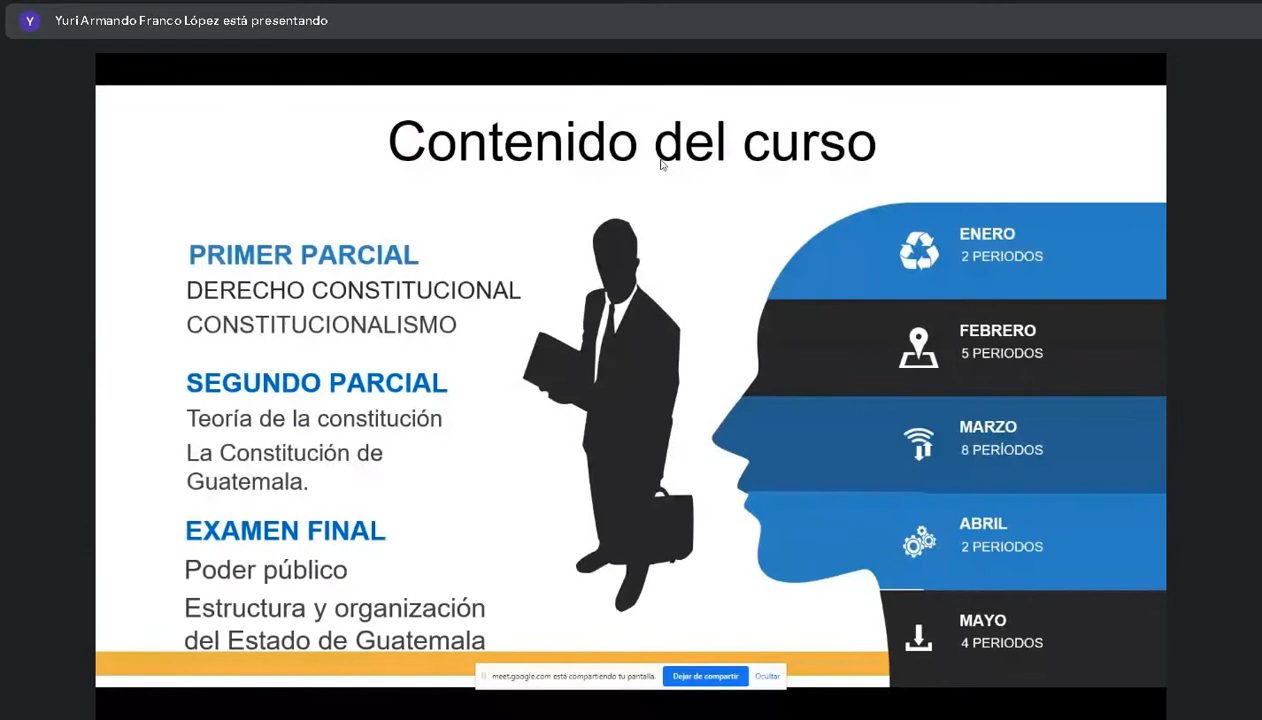 Y
Yuri Armando Franco López está presentando
Contenido del curso
PRIMER PARCIAL
DERECHO CONSTITUCIONAL
CONSTITUCIONALISMO
SEGUNDO PARCIAL
Teoría de la constitución
La Constitución de
Guatemala.
EXAMEN FINAL
Poder público
Estructura y organización
del Estado de Guatemala
ENERO
2 PERIODOS
FEBRERO
5 PERIODOS
MARZO
8 PERÍODOS
ABRIL
2 PERIODOS
MAYO
4 PERIODOS
meet.google.com está compartiendo tu pantalla.
Dejar de compartir
Ocultar